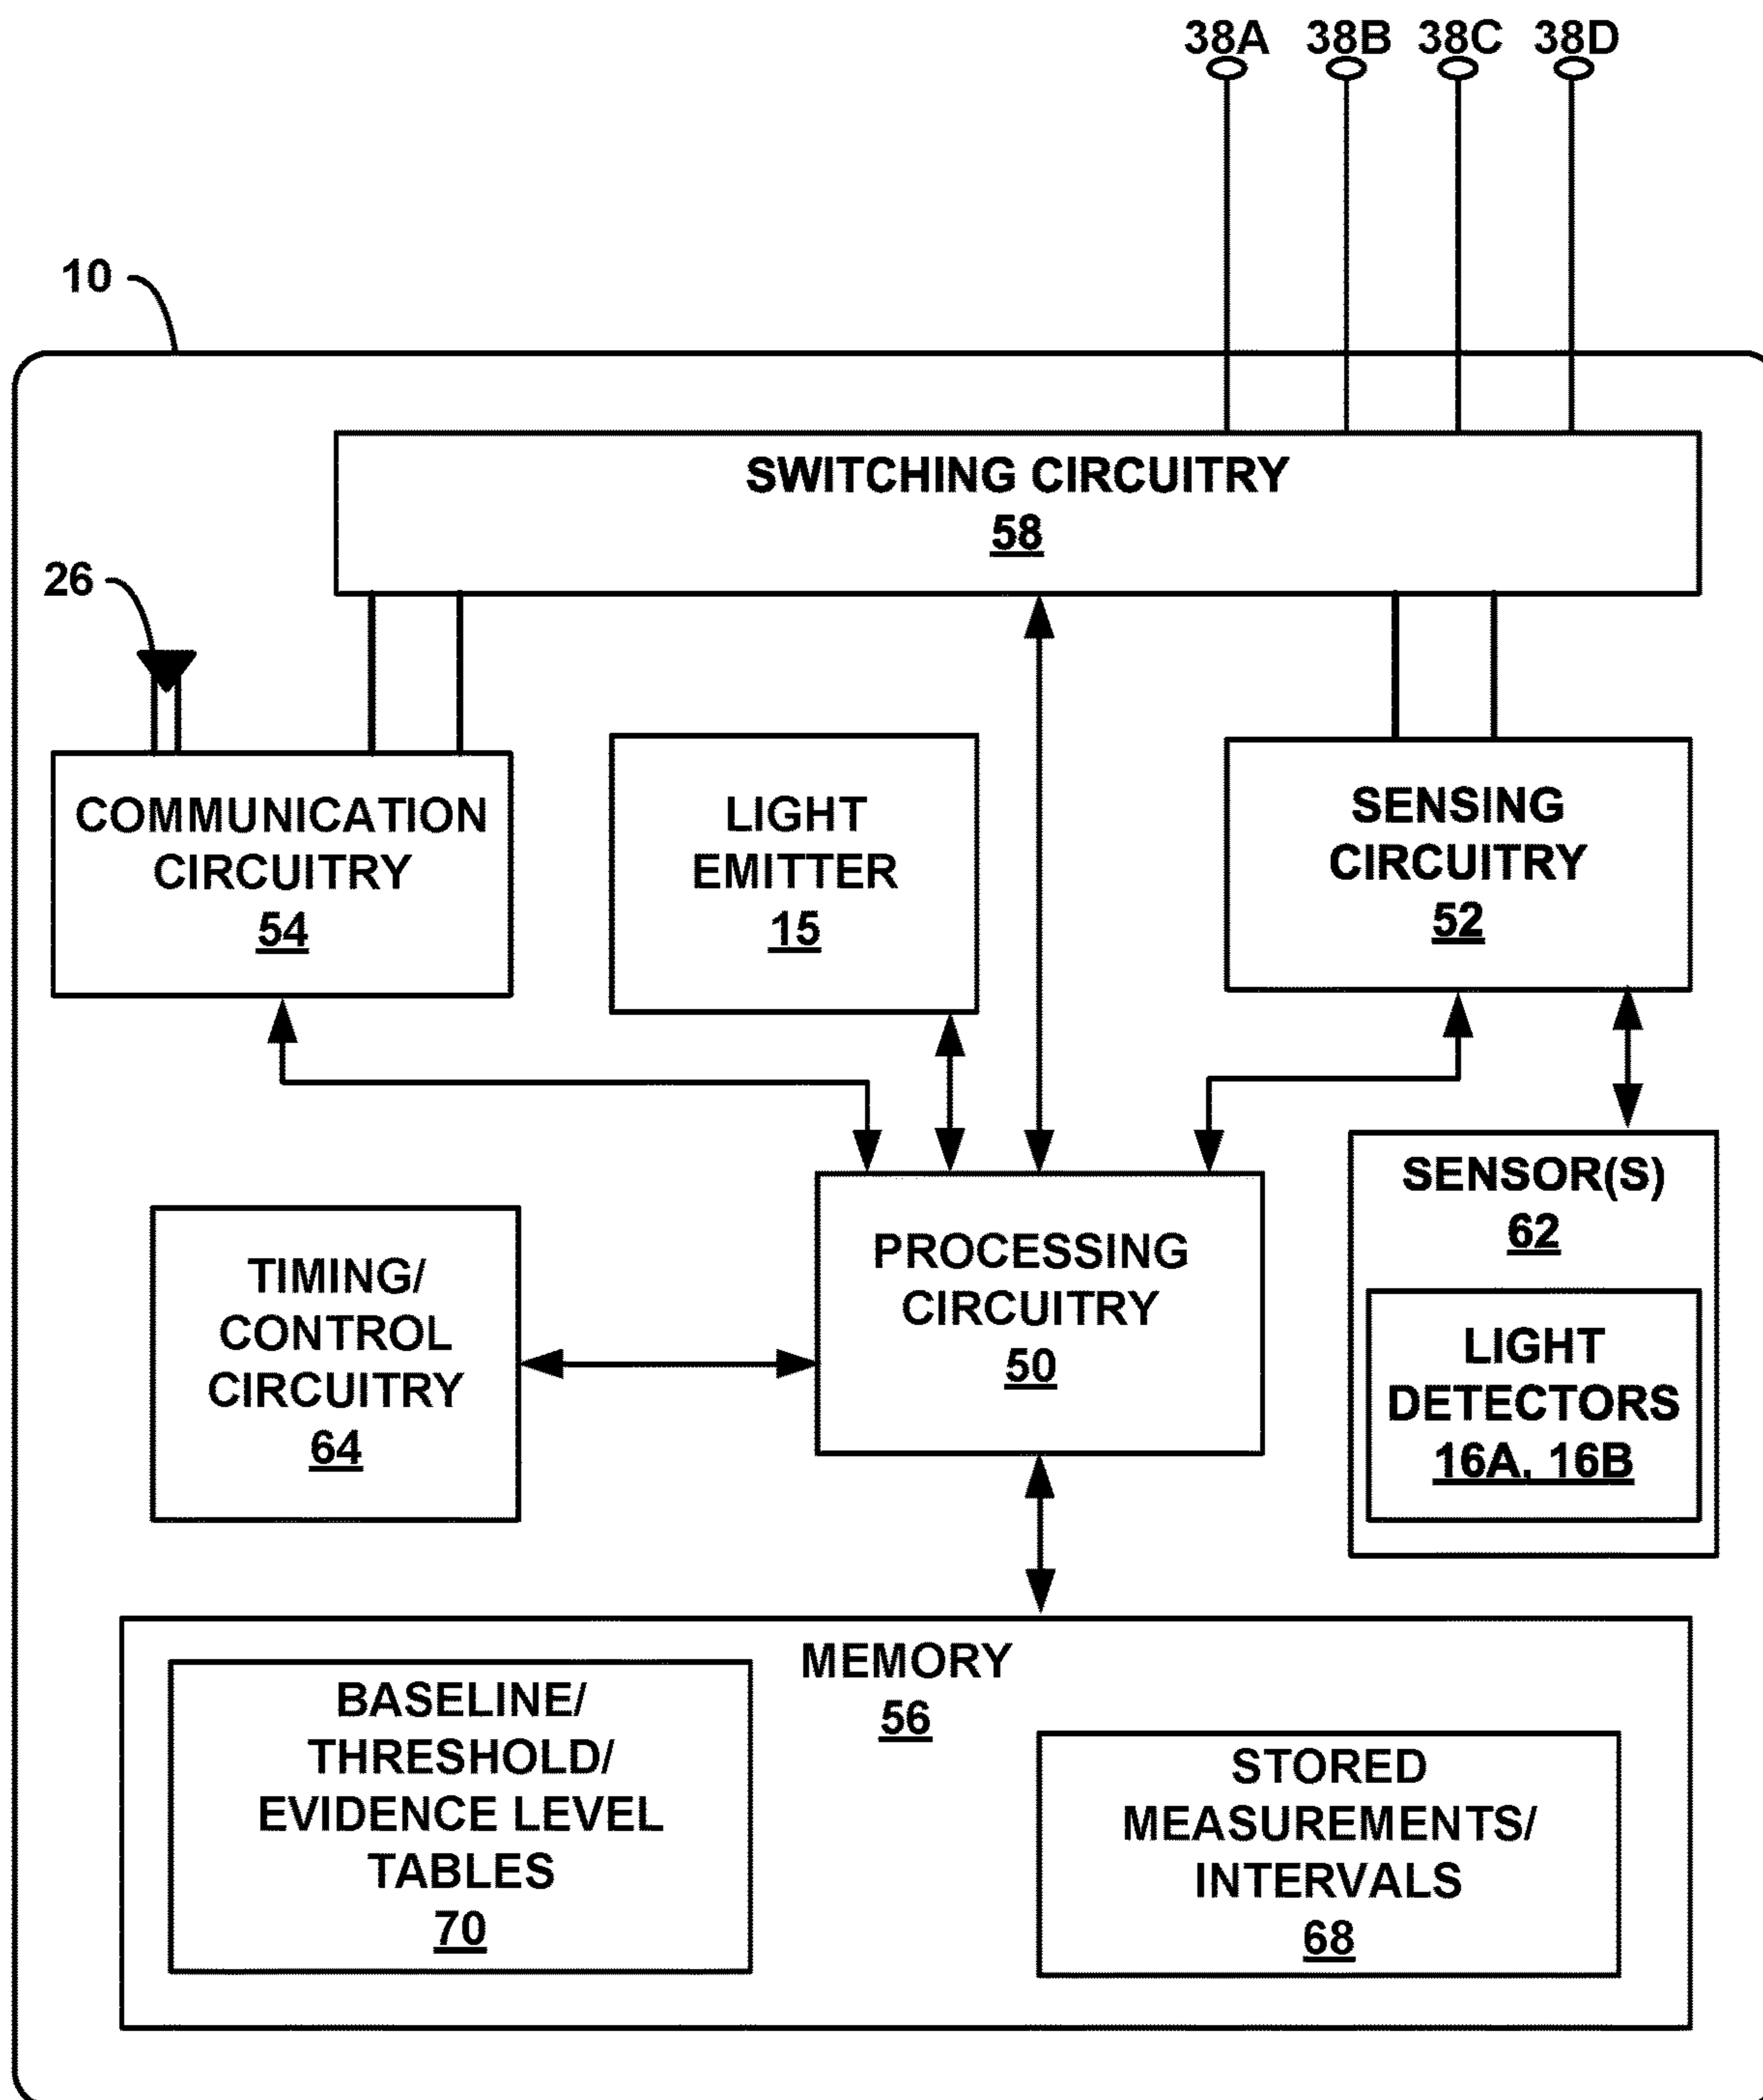 38A 38B 38C 38D
10
SWITCHING CIRCUITRY
58
26
COMMUNICATION
CIRCUITRY
54
LIGHT
EMITTER
15
SENSING
CIRCUITRY
52
TIMING/
CONTROL
CIRCUITRY
64
PROCESSING
CIRCUITRY
50
SENSOR(S)
62
LIGHT
DETECTORS
16A, 16B
MEMORY
56
BASELINE/
THRESHOLD/
EVIDENCE LEVEL
TABLES
70
STORED
MEASUREMENTS/
INTERVALS
68